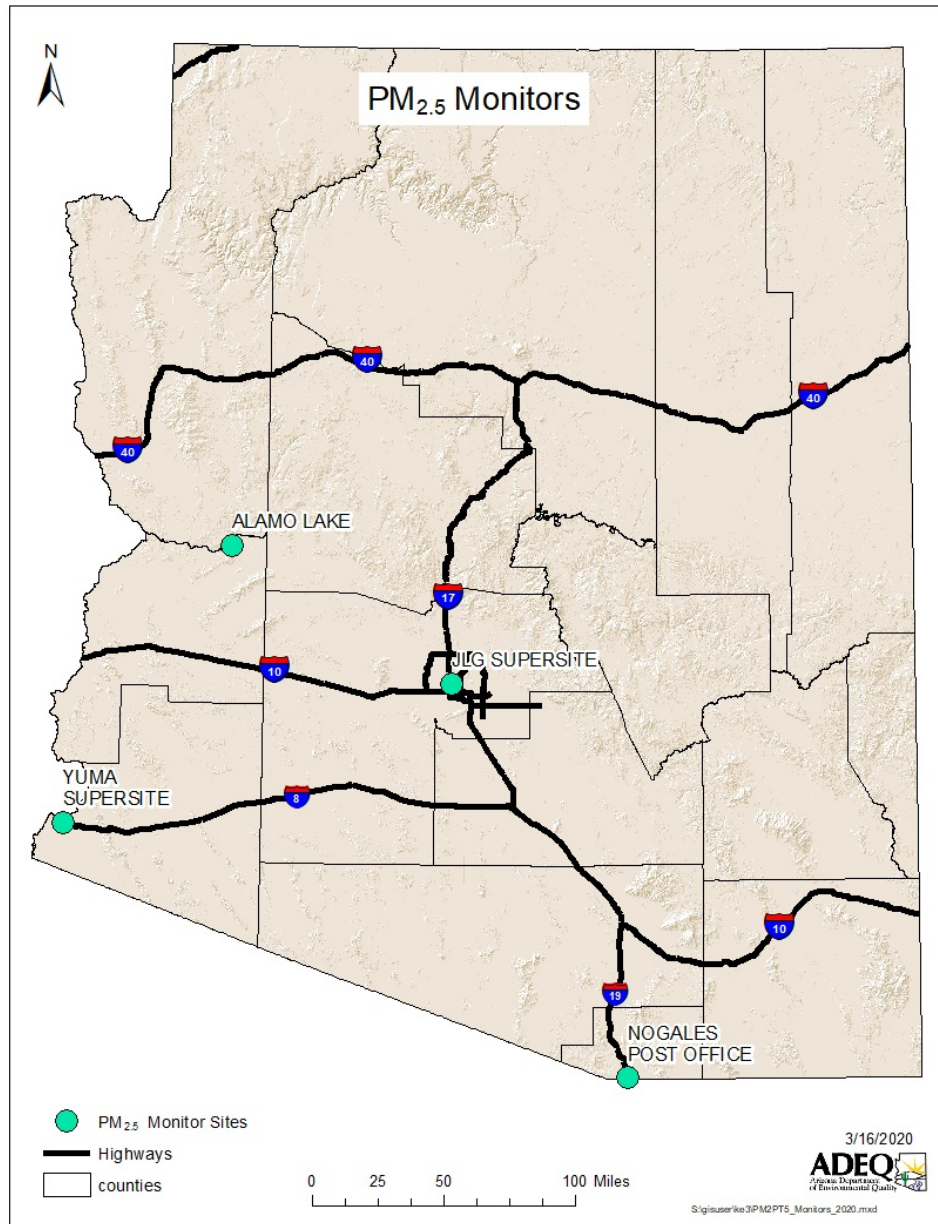 N
PM2.5 Monitors
40
40
40
ALAMO LAKE
17
JLG SUPERSITE
10
YUMA
SUPERSITE
8
10
19
NOGALES
POST OFFICE
PM2.5 Monitor Sites
Highways
counties
0 25 50 100 Miles
3/16/2020
ADEQ
Arizona Department
of Environmental Quality
S:\gisuser\ke3\PM2PT5_Monitors_2020.mxd